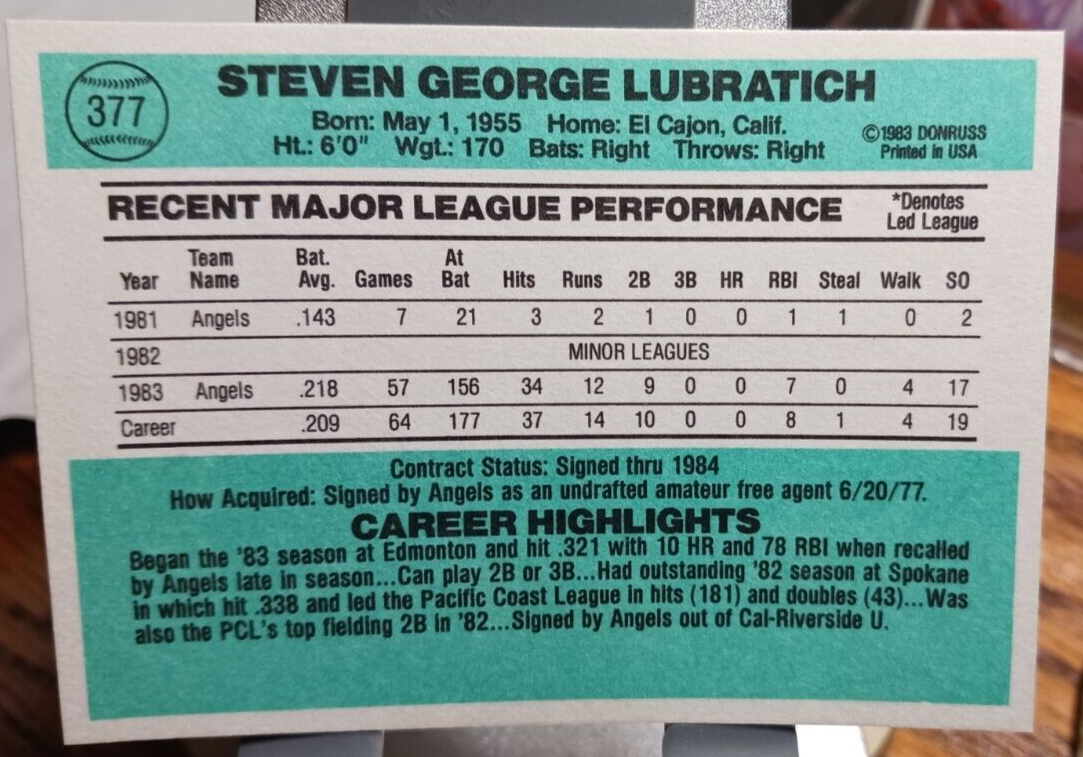 377
STEVEN GEORGE LUBRATICH
Born: May 1, 1955 Home: El Cajon, Calif.
Ht.: 6'0" Wgt.: 170 Bats: Right Throws: Right
©1983 DONRUSS
Printed in USA
RECENT MAJOR LEAGUE PERFORMANCE
*Denotes
Led League
Year Team Name Bat. Avg. Games At Bat Hits Runs 2B 3B HR RBI Steal Walk SO
1981 Angels .143 7 21 3 2 1 0 0 1 1 0 2
1982 MINOR LEAGUES
1983 Angels .218 57 156 34 12 9 0 0 7 0 4 17
Career .209 64 177 37 14 10 0 0 8 1 4 19
Contract Status: Signed thru 1984
How Acquired: Signed by Angels as an undrafted amateur free agent 6/20/77.
CAREER HIGHLIGHTS
Began the '83 season at Edmonton and hit .321 with 10 HR and 78 RBI when recalled
by Angels late in season...Can play 2B or 3B...Had outstanding '82 season at Spokane
in which hit .338 and led the Pacific Coast League in hits (181) and doubles (43)...Was
also the PCL's top fielding 2B in '82...Signed by Angels out of Cal-Riverside U.